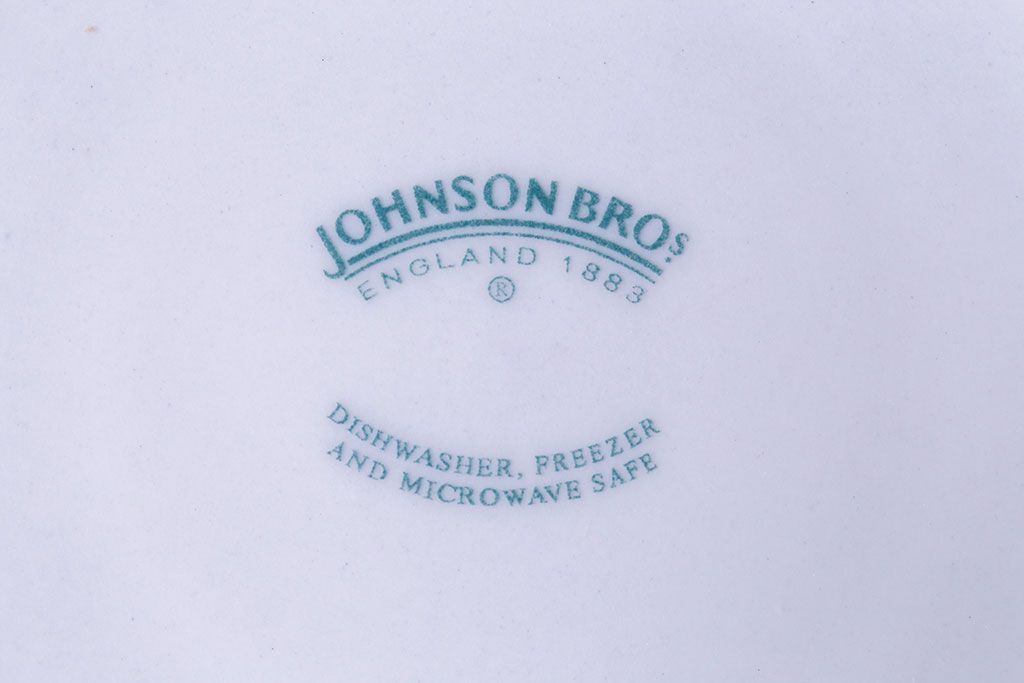 JOHNSON BROS.
ENGLAND 1883
®
DISHWASHER, FREEZER
AND MICROWAVE SAFE